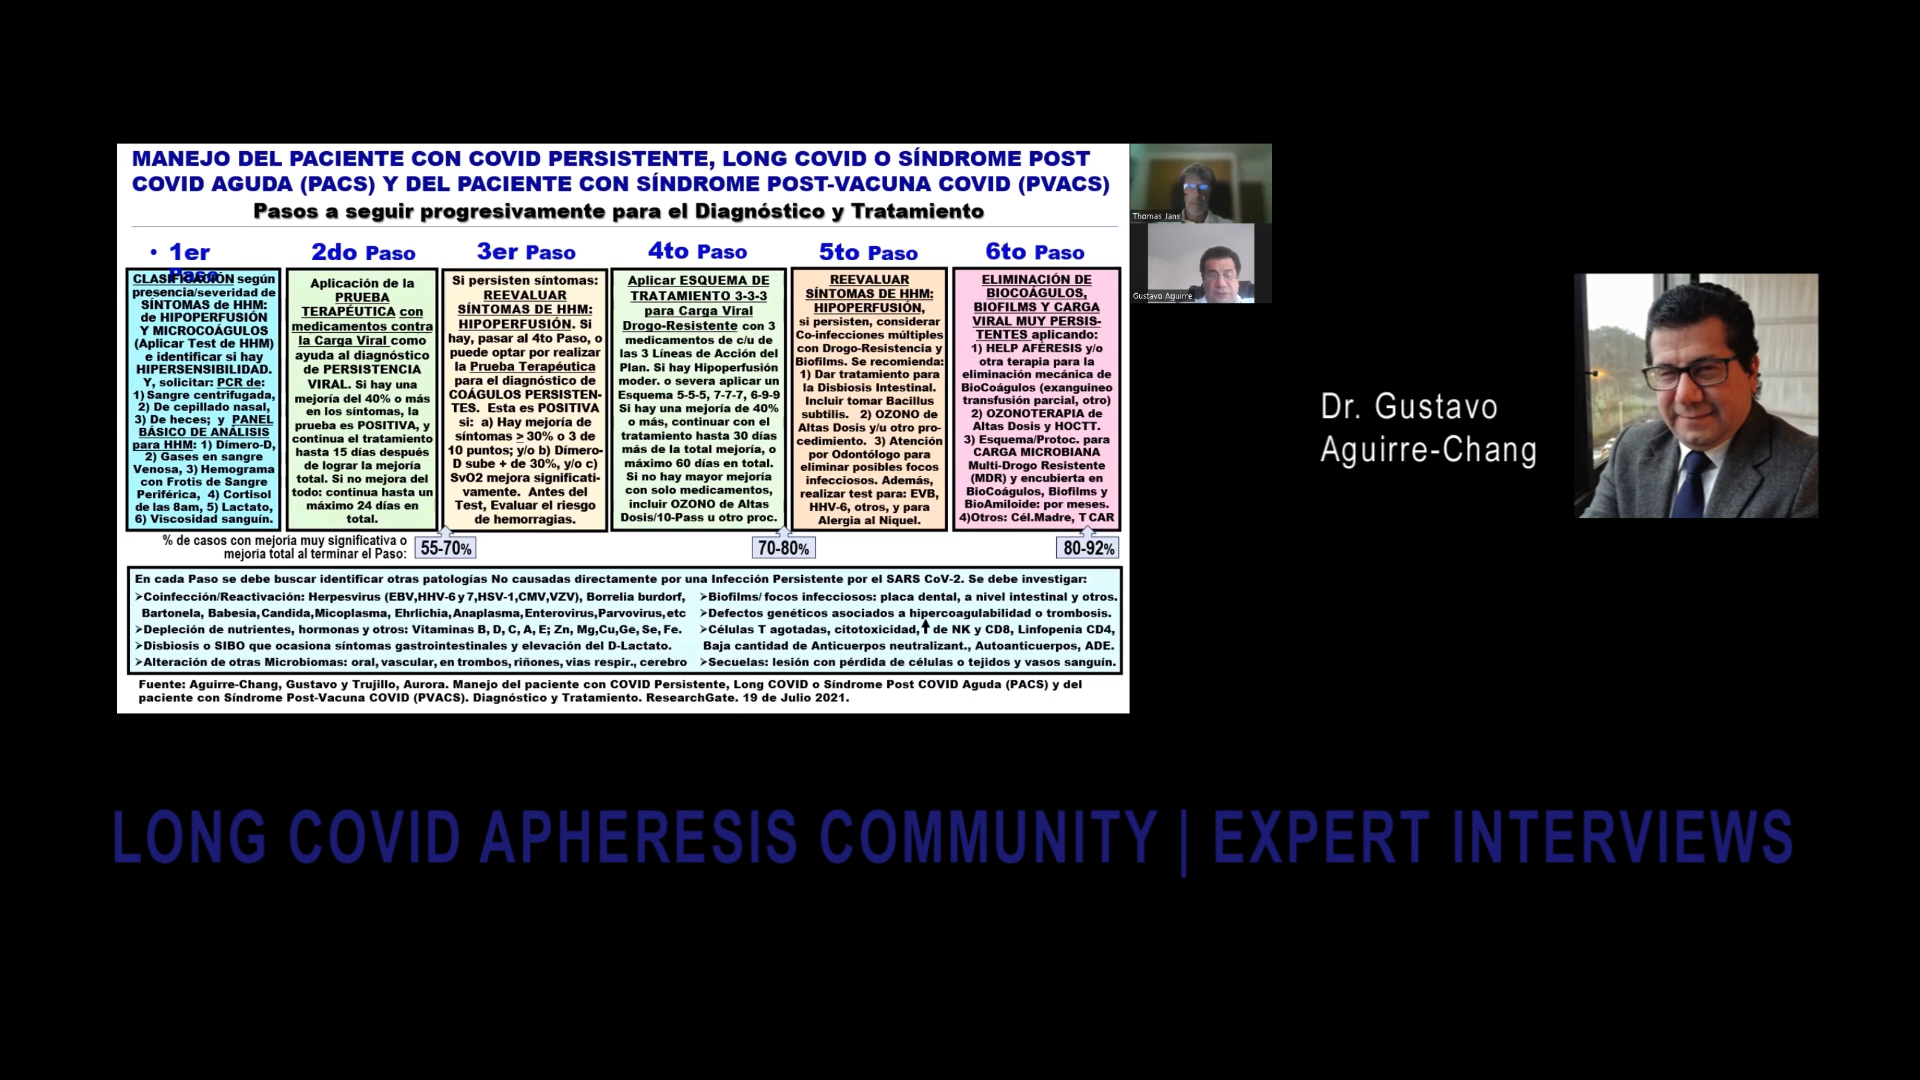 MANEJO DEL PACIENTE CON COVID PERSISTENTE, LONG COVID O SÍNDROME POST
COVID AGUDA (PACS) Y DEL PACIENTE CON SÍNDROME POST-VACUNA COVID (PVACS)
Pasos a seguir progresivamente para el Diagnóstico y Tratamiento
• 1er
Paso
CLASIFICACIÓN según
presencia/severidad de
SÍNTOMAS de HHM:
de HIPOPERFUSIÓN
Y MICROCOÁGULOS
(Aplicar Test de HHM)
e identificar si hay
HIPERSENSIBILIDAD.
Y, solicitar: PCR de:
1) Sangre centrifugada,
2) De cepillado nasal,
3) De heces; y PANEL
BÁSICO DE ANÁLISIS
para HHM: 1) Dímero-D,
2) Gases en sangre
Venosa, 3) Hemograma
con Frotis de Sangre
Periférica, 4) Cortisol
de las 8am, 5) Lactato,
6) Viscosidad sanguín.
2do Paso
Aplicación de la
PRUEBA
TERAPÉUTICA con
medicamentos contra
la Carga Viral como
ayuda al diagnóstico
de PERSISTENCIA
VIRAL. Si hay una
mejoría del 40% o más
en los síntomas, la
prueba es POSITIVA, y
continua el tratamiento
hasta 15 días después
de lograr la mejoría
total. Si no mejora del
todo: continua hasta un
máximo 24 días en
total.
3er Paso
Si persisten síntomas:
REEVALUAR
SÍNTOMAS DE HHM:
HIPOPERFUSIÓN. Si
hay, pasar al 4to Paso, o
puede optar por realizar
la Prueba Terapéutica
para el diagnóstico de
COÁGULOS PERSISTEN-
TES. Esta es POSITIVA
si: a) Hay mejoría de
síntomas ≥ 30% o 3 de
10 puntos; y/o b) Dímero-
D sube + de 30%, y/o c)
SvO2 mejora significati-
vamente. Antes del
Test, Evaluar el riesgo
de hemorragias.
4to Paso
Aplicar ESQUEMA DE
TRATAMIENTO 3-3-3
para Carga Viral
Drogo-Resistente con 3
medicamentos de c/u de
las 3 Líneas de Acción del
Plan. Si hay Hipoperfusión
moder. o severa aplicar un
Esquema 5-5-5, 7-7-7, 6-9-9
Si hay una mejoría de 40%
o más, continuar con el
tratamiento hasta 30 días
más de la total mejoría, o
máximo 60 días en total.
Si no hay mayor mejoría
con solo medicamentos,
incluir OZONO de Altas
Dosis/10-Pass u otro proc.
5to Paso
REEVALUAR
SÍNTOMAS DE HHM:
HIPOPERFUSIÓN,
si persisten, considerar
Co-infecciones múltiples
con Drogo-Resistencia y
Biofilms. Se recomienda:
1) Dar tratamiento para
la Disbiosis Intestinal.
Incluir tomar Bacillus
subtilis. 2) OZONO de
Altas Dosis y/u otro pro-
cedimiento. 3) Atención
por Odontólogo para
eliminar posibles focos
infecciosos. Además,
realizar test para: EVB,
HHV-6, otros, y para
Alergia al Niquel.
6to Paso
ELIMINACIÓN DE
BIOCOÁGULOS,
BIOFILMS Y CARGA
VIRAL MUY PERSIS-
TENTES aplicando:
1) HELP AFÉRESIS y/o
otra terapia para la
eliminación mecánica de
BioCoágulos (exanguineo
transfusión parcial, otro)
2) OZONOTERAPIA de
Altas Dosis y HOCTT.
3) Esquema/Protoc. para
CARGA MICROBIANA
Multi-Drogo Resistente
(MDR) y encubierta en
BioCoágulos, Biofilms y
BioAmiloide: por meses.
4)Otros: Cél.Madre, T CAR
% de casos con mejoría muy significativa o
mejoria total al terminar el Paso:
55-70%
70-80%
80-92%
En cada Paso se debe buscar identificar otras patologías No causadas directamente por una Infección Persistente por el SARS CoV-2. Se debe investigar:
➢Coinfección/Reactivación: Herpesvirus (EBV,HHV-6 y 7,HSV-1,CMV,VZV), Borrelia burdorf,
Bartonela, Babesia,Candida,Micoplasma, Ehrlichia,Anaplasma,Enterovirus,Parvovirus,etc
➢Depleción de nutrientes, hormonas y otros: Vitaminas B, D, C, A, E; Zn, Mg,Cu,Ge, Se, Fe.
➢Disbiosis o SIBO que ocasiona síntomas gastrointestinales y elevación del D-Lactato.
➢Alteración de otras Microbiomas: oral, vascular, en trombos, riñones, vias respir., cerebro
➢Biofilms/ focos infecciosos: placa dental, a nivel intestinal y otros.
➢Defectos genéticos asociados a hipercoagulabilidad o trombosis.
➢Células T agotadas, citotoxicidad, ↑ de NK y CD8, Linfopenia CD4,
Baja cantidad de Anticuerpos neutralizant., Autoanticuerpos, ADE.
➢Secuelas: lesión con pérdida de células o tejidos y vasos sanguín.
Fuente: Aguirre-Chang, Gustavo y Trujillo, Aurora. Manejo del paciente con COVID Persistente, Long COVID o Síndrome Post COVID Aguda (PACS) y del
paciente con Síndrome Post-Vacuna COVID (PVACS). Diagnóstico y Tratamiento. ResearchGate. 19 de Julio 2021.
Thomas Jans
Gustavo Aguirre
Dr. Gustavo
Aguirre-Chang
LONG COVID APHERESIS COMMUNITY | EXPERT INTERVIEWS